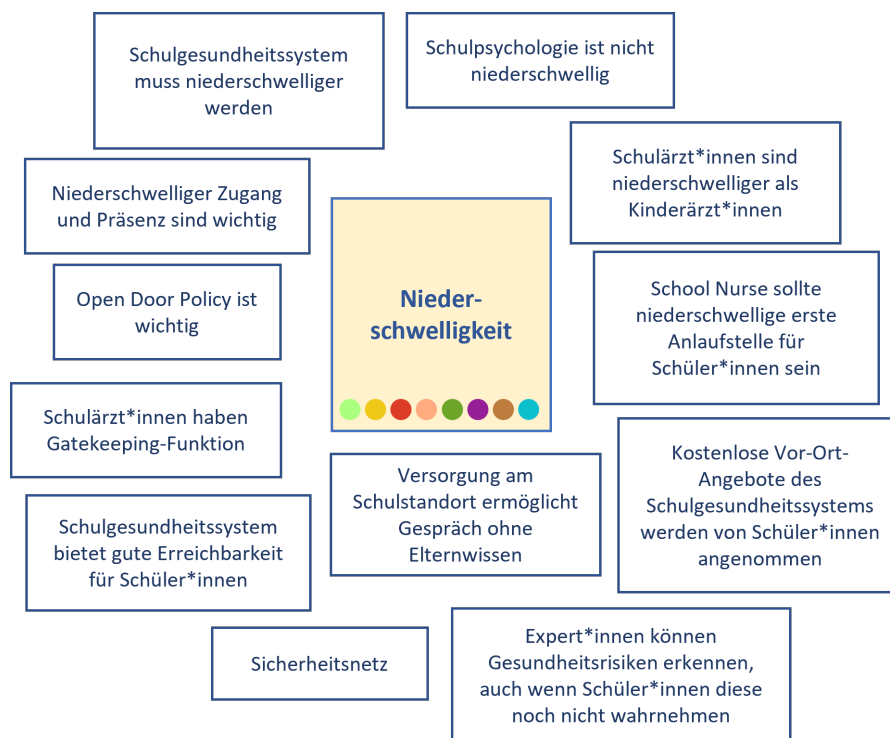 Schulgesundheitssystem
muss niederschwelliger
werden
Schulpsychologie ist nicht
niederschwellig
Schulärzt*innen sind
niederschwelliger als
Kinderärzt*innen
Niederschwelliger Zugang
und Präsenz sind wichtig
Nieder-
schwelligkeit
Open Door Policy ist
wichtig
School Nurse sollte
niederschwellige erste
Anlaufstelle für
Schüler*innen sein
Schulärzt*innen haben
Gatekeeping-Funktion
Versorgung am
Schulstandort ermöglicht
Gespräch ohne
Elternwissen
Kostenlose Vor-Ort-
Angebote des
Schulgesundheitssystems
werden von Schüler*innen
angenommen
Schulgesundheitssystem
bietet gute Erreichbarkeit
für Schüler*innen
Sicherheitsnetz
Expert*innen können
Gesundheitsrisiken erkennen,
auch wenn Schüler*innen diese
noch nicht wahrnehmen